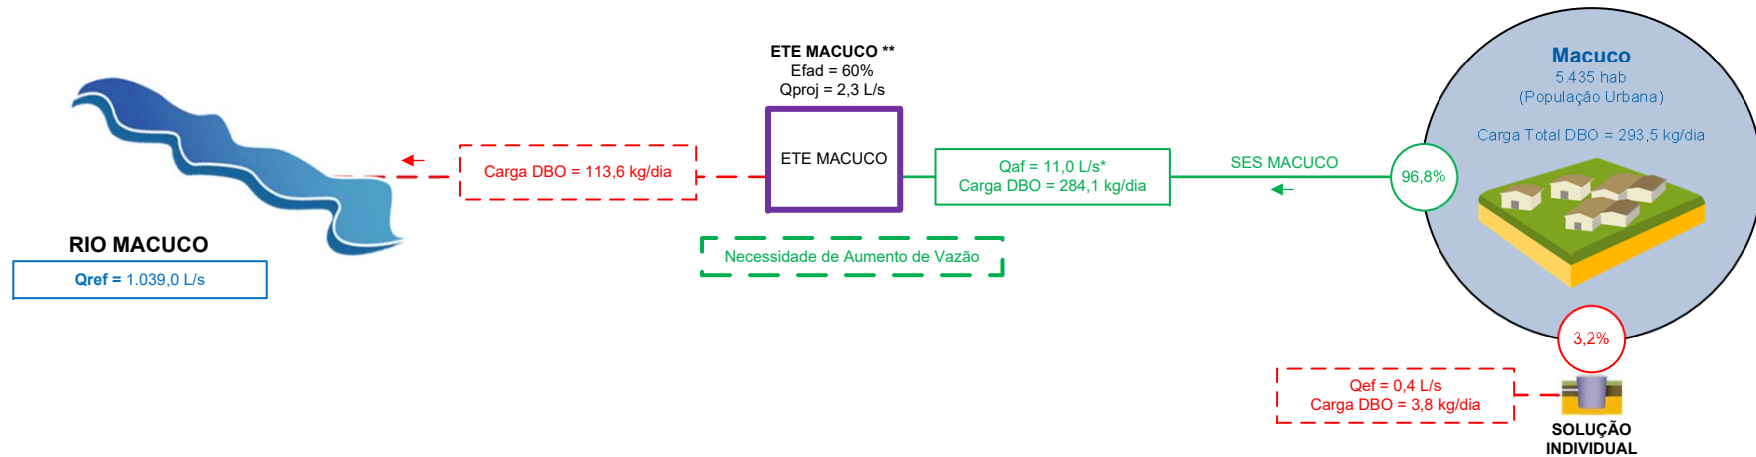 ETE MACUCO **
Efad = 60%
Qproj = 2,3 L/s
Macuco
5.435 hab
(População Urbana)
Carga Total DBO = 293,5 kg/dia
Carga DBO = 113,6 kg/dia
ETE MACUCO
Qaf = 11,0 L/s*
Carga DBO = 284,1 kg/dia
SES MACUCO
96,8%
RIO MACUCO
Qref = 1.039,0 L/s
Necessidade de Aumento de Vazão
3,2%
Qef = 0,4 L/s
Carga DBO = 3,8 kg/dia
SOLUÇÃO
INDIVIDUAL